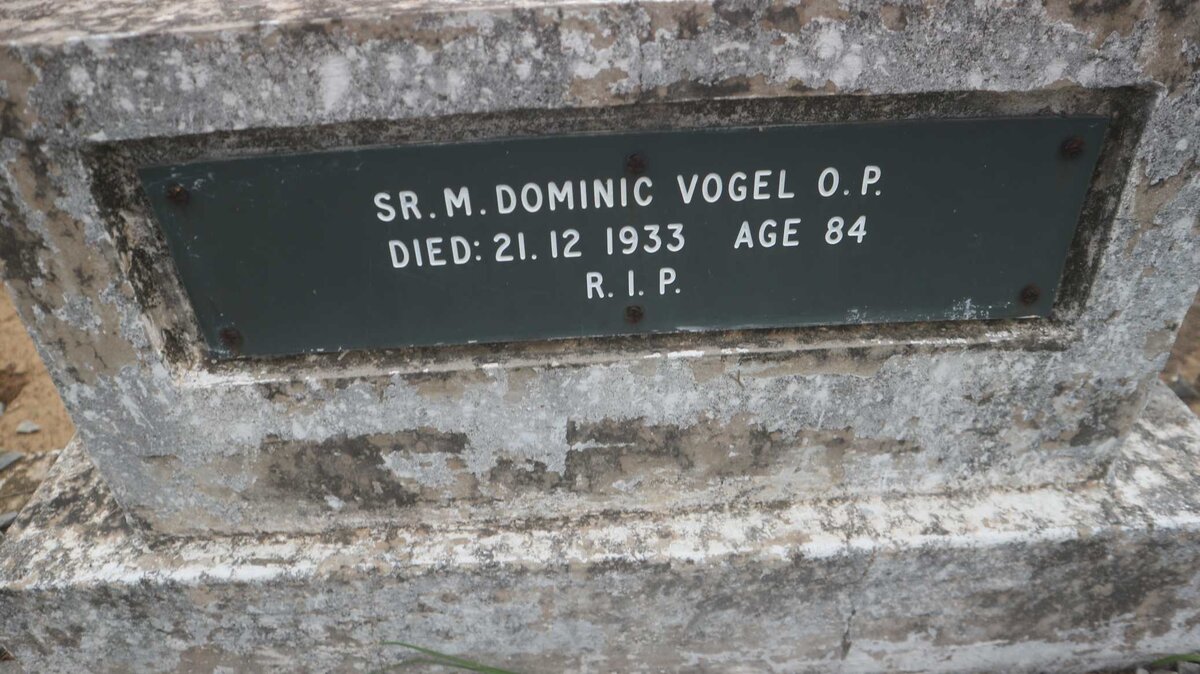 SR. M. DOMINIC VOGEL O. P.
DIED: 21. 12 1933 AGE 84
R. I. P.